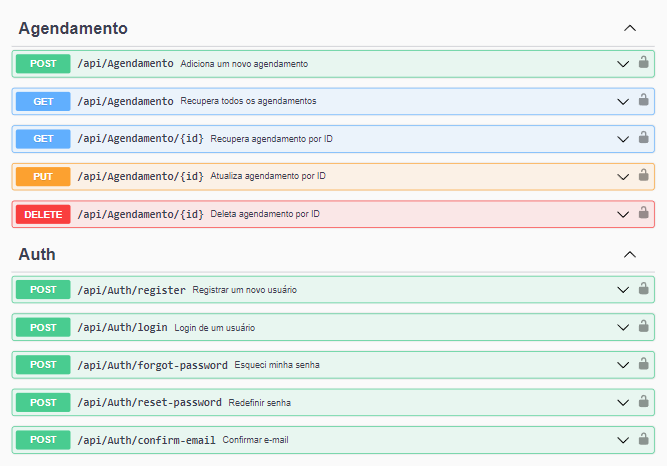 Agendamento
POST /api/Agendamento Adiciona um novo agendamento
GET /api/Agendamento Recupera todos os agendamentos
GET /api/Agendamento/{id} Recupera agendamento por ID
PUT /api/Agendamento/{id} Atualiza agendamento por ID
DELETE /api/Agendamento/{id} Deleta agendamento por ID
Auth
POST /api/Auth/register Registrar um novo usuário
POST /api/Auth/login Login de um usuário
POST /api/Auth/forgot-password Esqueci minha senha
POST /api/Auth/reset-password Redefinir senha
POST /api/Auth/confirm-email Confirmar e-mail